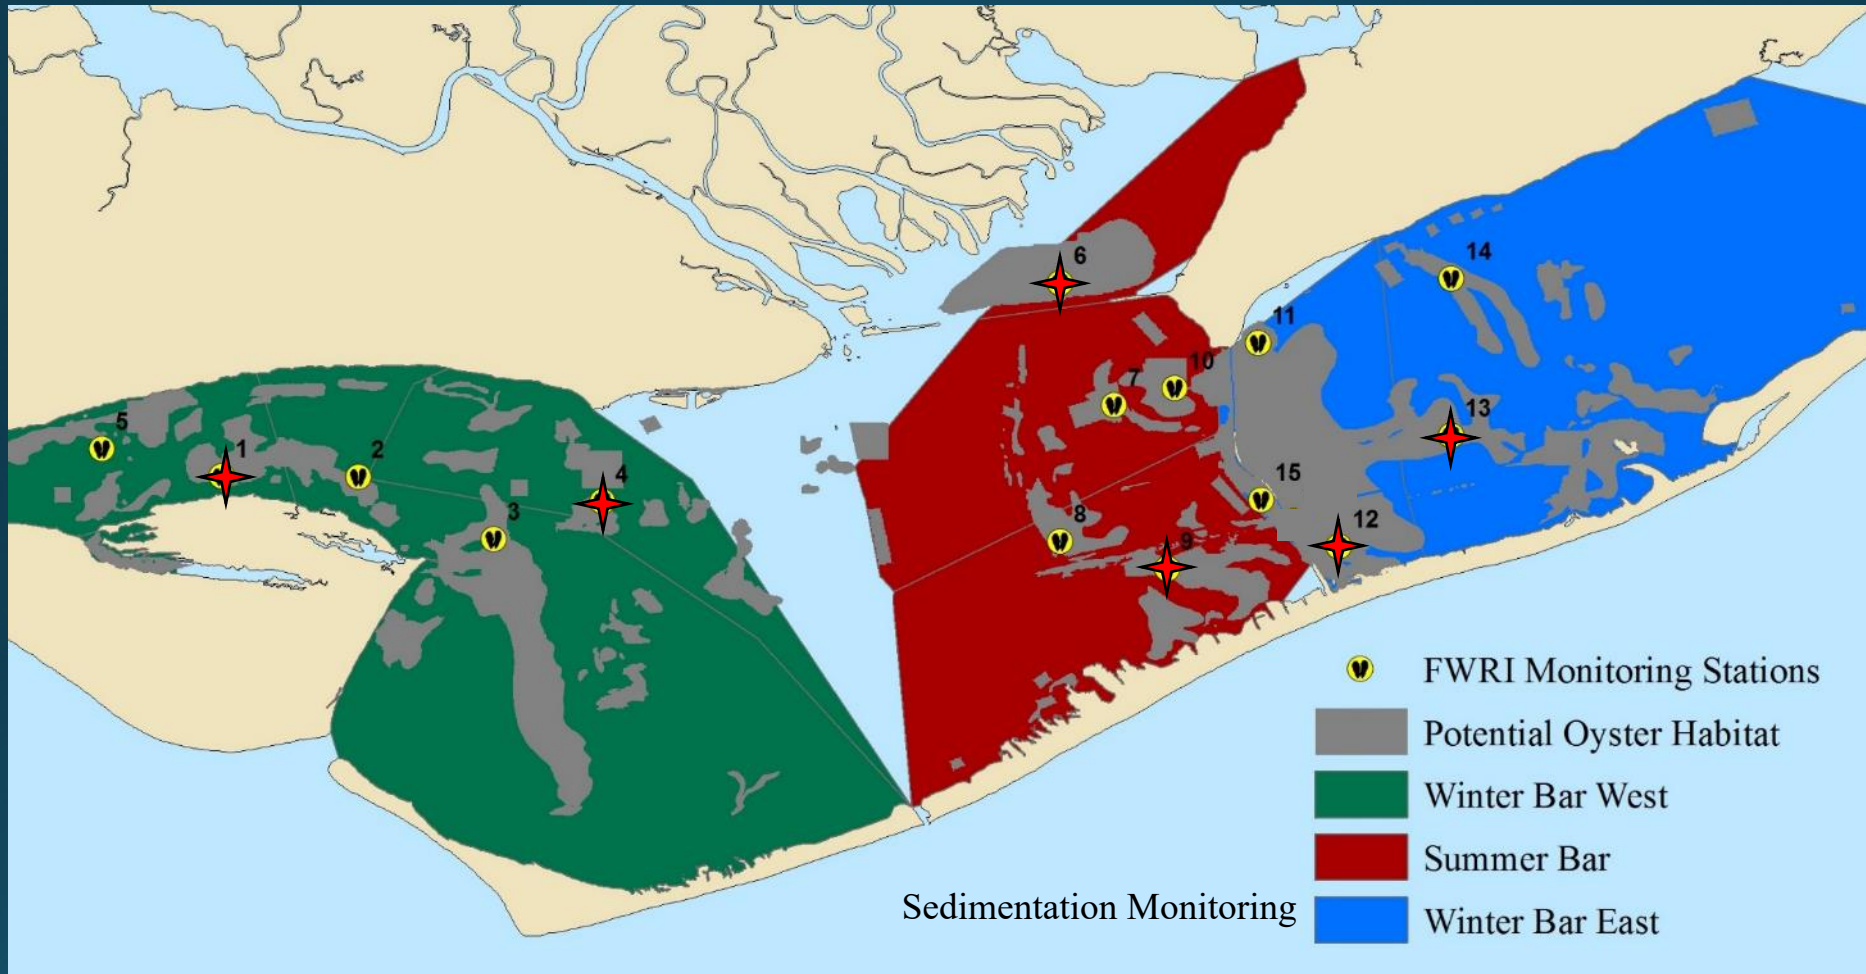 6
14
11
10
7
13
5
1
2
4
15
3
8
12
9
FWRI Monitoring Stations
Potential Oyster Habitat
Winter Bar West
Summer Bar
Sedimentation Monitoring
Winter Bar East